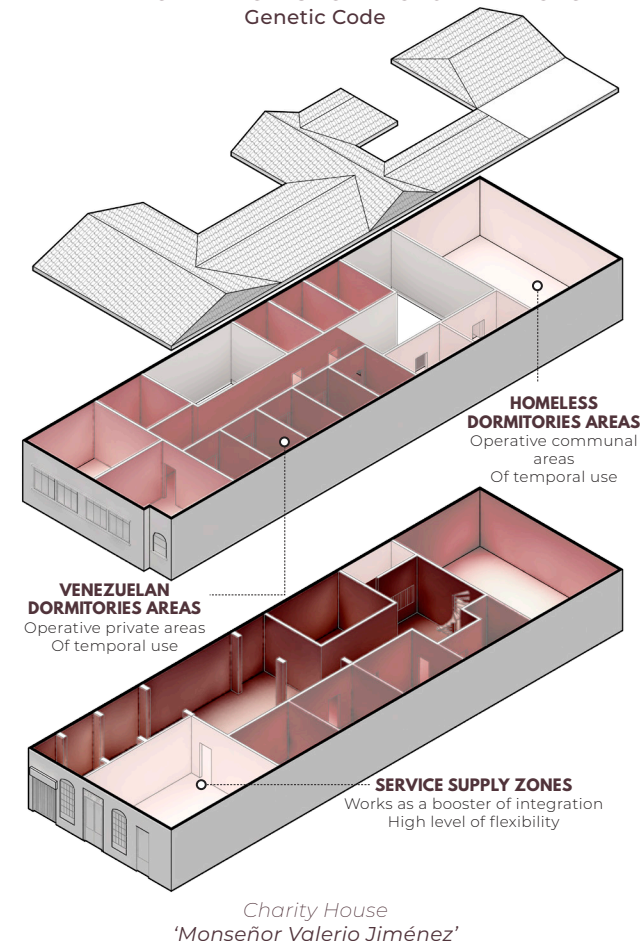 Genetic Code
HOMELESS
DORMITORIES AREAS
Operative communal
areas
Of temporal use
VENEZUELAN
DORMITORIES AREAS
Operative private areas
Of temporal use
SERVICE SUPPLY ZONES
Works as a booster of integration
High level of flexibility
Charity House
‘Monseñor Valerio Jiménez’